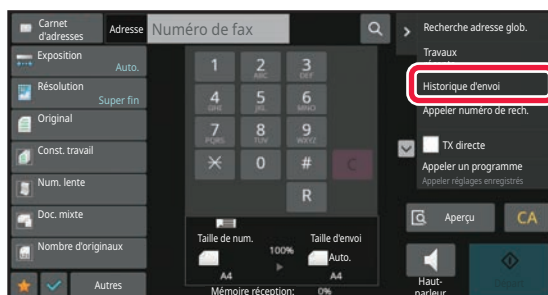 Carnet
d'adresses
Adresse
Numéro de fax
Exposition
Auto.
Résolution
Super fin
Original
Const. travail
Num. lente
Doc. mixte
Nombre d'originaux
Autres
1
2
ABC
3
DEF
4
GHI
5
JKL
6
MNO
7
PQRS
8
TUV
9
WXYZ
0
#
C
R
Taille de num.
100%
Taille d'envoi
Auto.
A4
A4
Mémoire réception:
0%
Recherche adresse glob.
Travaux
Historique d'envoi
Appeler numéro de rech.
TX directe
Appeler un programme
Appeler réglages enregistrés
Aperçu
CA
Haut-
parleur
Départ